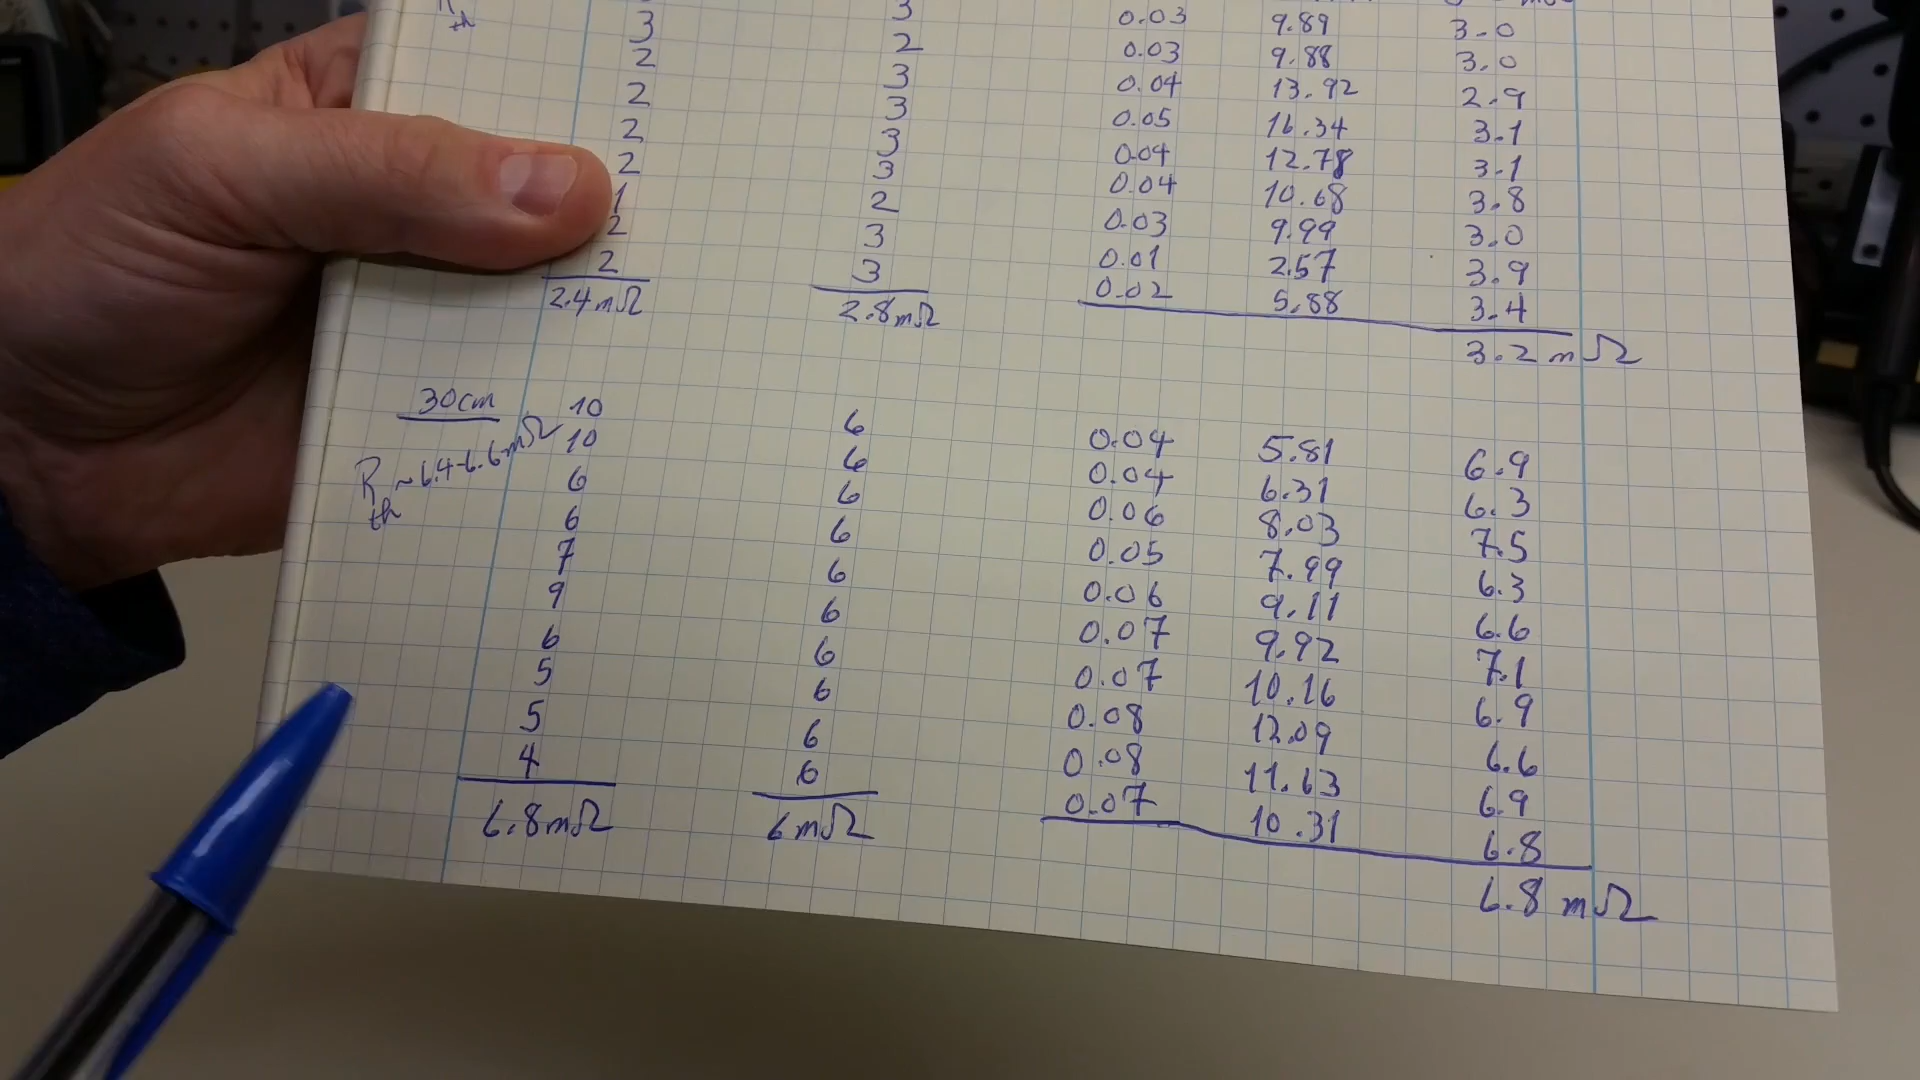 th 3 3 0.03 9.89 3.0
2 2 0.03 9.88 3.0
2 3 0.04 13.92 2.9
2 3 0.05 16.34 3.1
2 3 0.04 12.78 3.1
1 3 0.04 10.68 3.8
2 2 0.03 9.99 3.0
2 3 0.01 2.57 3.9
3 0.02 5.88 3.4
2.4mΩ 2.8mΩ 3.2 mΩ
30cm 10 6 0.04 5.81 6.9
Rth ~6.4-6.6mΩ 10 6 0.04 6.31 6.3
6 6 0.06 8.03 7.5
6 6 0.05 7.99 6.3
7 6 0.06 9.11 6.6
9 6 0.07 9.92 7.1
6 6 0.07 10.16 6.9
5 6 0.08 12.09 6.6
5 6 0.08 11.63 6.9
4 6 0.07 10.31 6.8
6.8mΩ 6mΩ 6.8 mΩ